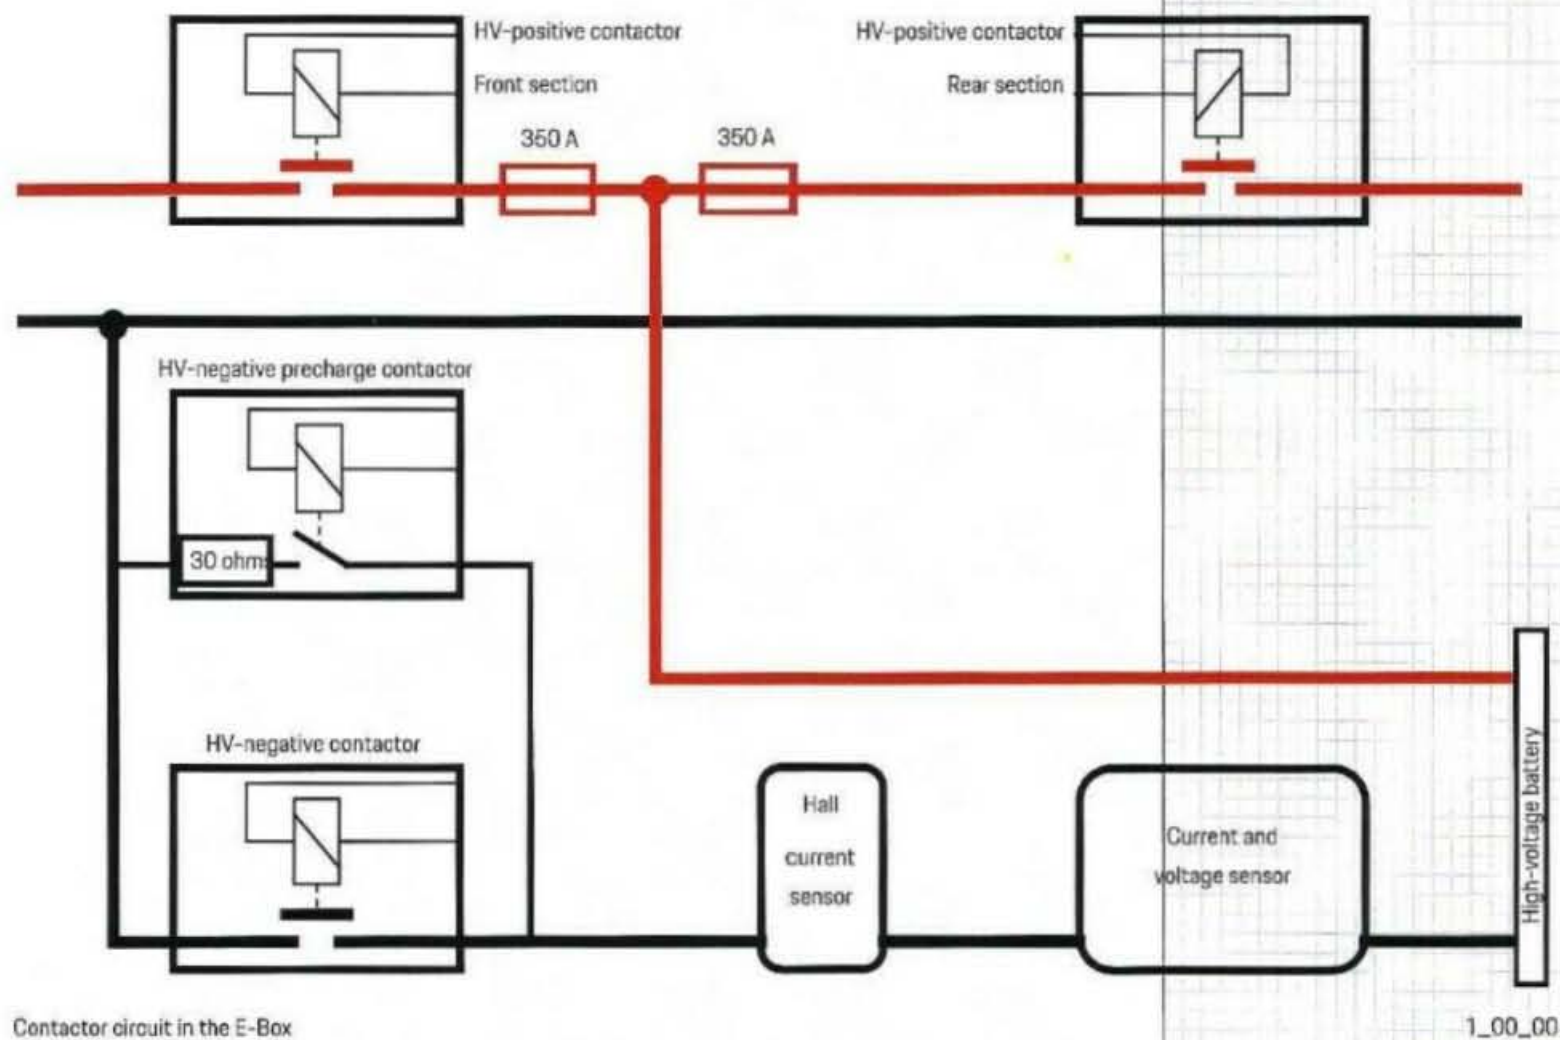 HV-positive contactor
Front section
HV-positive contactor
Rear section
350 A
350 A
HV-negative precharge contactor
30 ohms
HV-negative contactor
Hall
current
sensor
Current and
voltage sensor
High-voltage battery
Contactor circuit in the E-Box
1_00_00